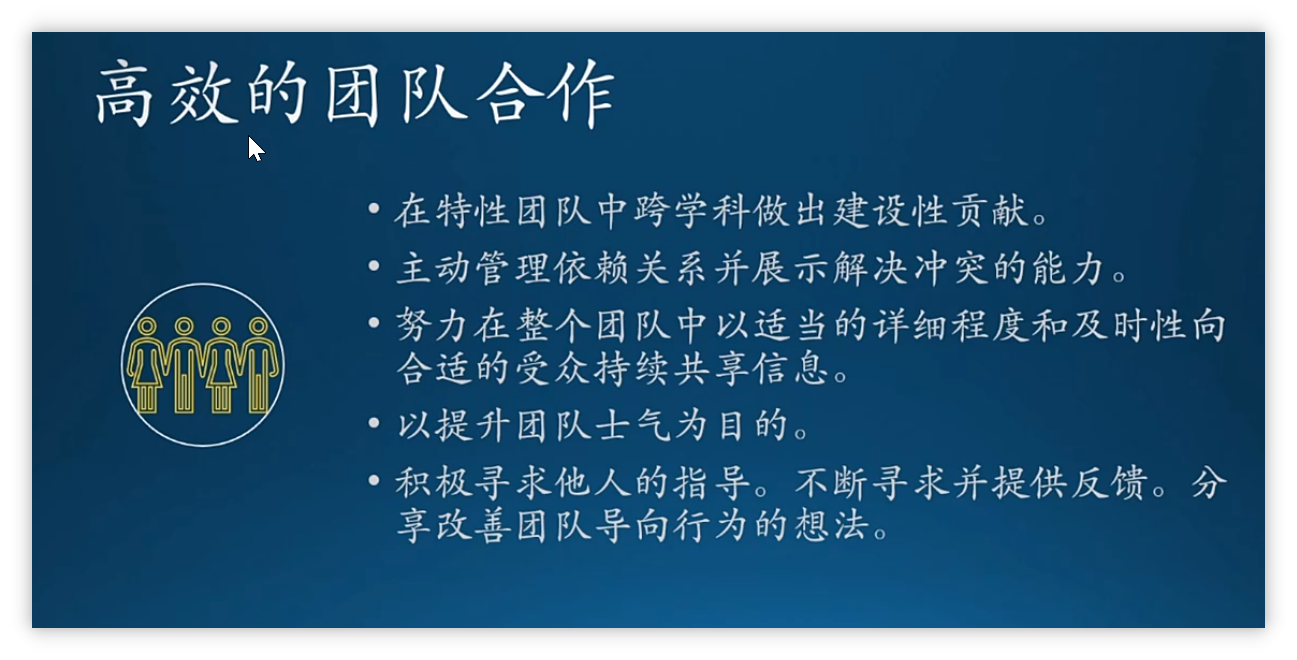 高效的团队合作
• 在特性团队中跨学科做出建设性贡献。
• 主动管理依赖关系并展示解决冲突的能力。
• 努力在整个团队中以适当的详细程度和及时性向
合适的受众持续共享信息。
• 以提升团队士气为目的。
• 积极寻求他人的指导。不断寻求并提供反馈。分
享改善团队导向行为的想法。